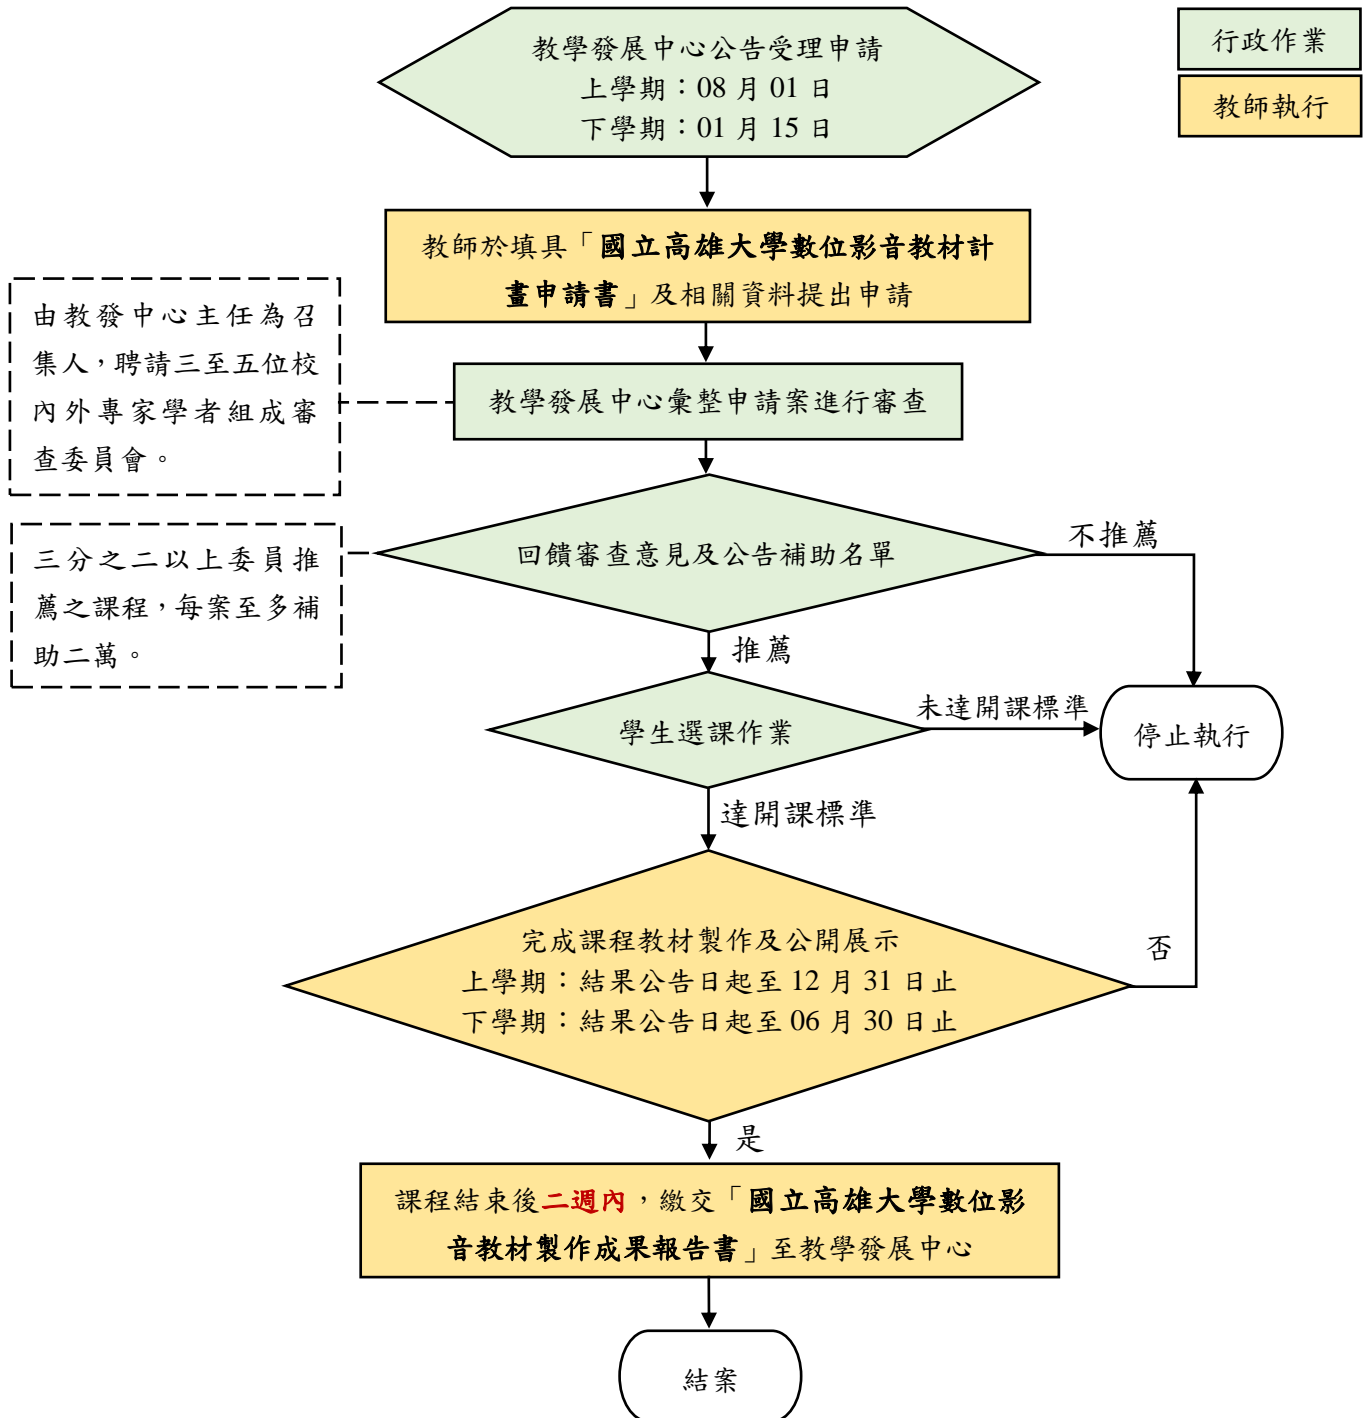 教學發展中心公告受理申請
上學期：08 月 01 日
下學期：01 月 15 日
行政作業
教師執行
教師於填具「國立高雄大學數位影音教材計
畫申請書」及相關資料提出申請
由教發中心主任為召
集人，聘請三至五位校
內外專家學者組成審
查委員會。
教學發展中心彙整申請案進行審查
三分之二以上委員推
薦之課程，每案至多補
助二萬。
回饋審查意見及公告補助名單
不推薦
推薦
學生選課作業
未達開課標準
停止執行
達開課標準
完成課程教材製作及公開展示
上學期：結果公告日起至 12 月 31 日止
下學期：結果公告日起至 06 月 30 日止
否
是
課程結束後二週內，繳交「國立高雄大學數位影
音教材製作成果報告書」至教學發展中心
結案